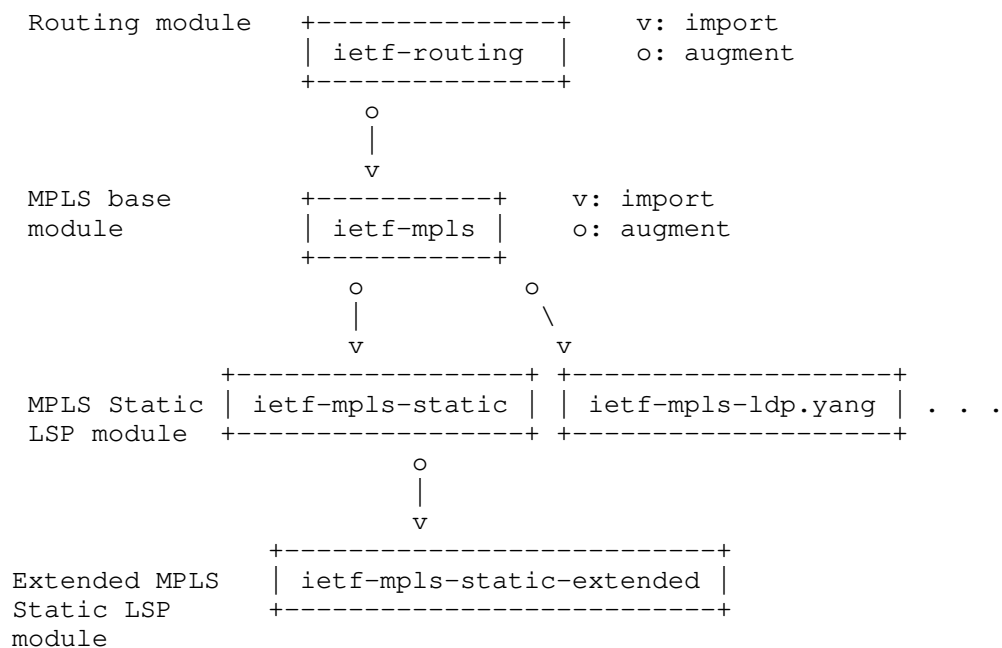 Routing module   +---------------+    v: import
                 | ietf-routing  |    o: augment
                 +---------------+
                     o
                     |
                     v
MPLS base        +-----------+    v: import
module           | ietf-mpls |    o: augment
                 +-----------+
                    o          o
                    |           \
                    v            v
            +------------------+ +--------------------+
MPLS Static | ietf-mpls-static | | ietf-mpls-ldp.yang | . . .
LSP module  +------------------+ +--------------------+
                        o
                        |
                        v
               +---------------------------+
Extended MPLS  | ietf-mpls-static-extended |
Static LSP     +---------------------------+
module